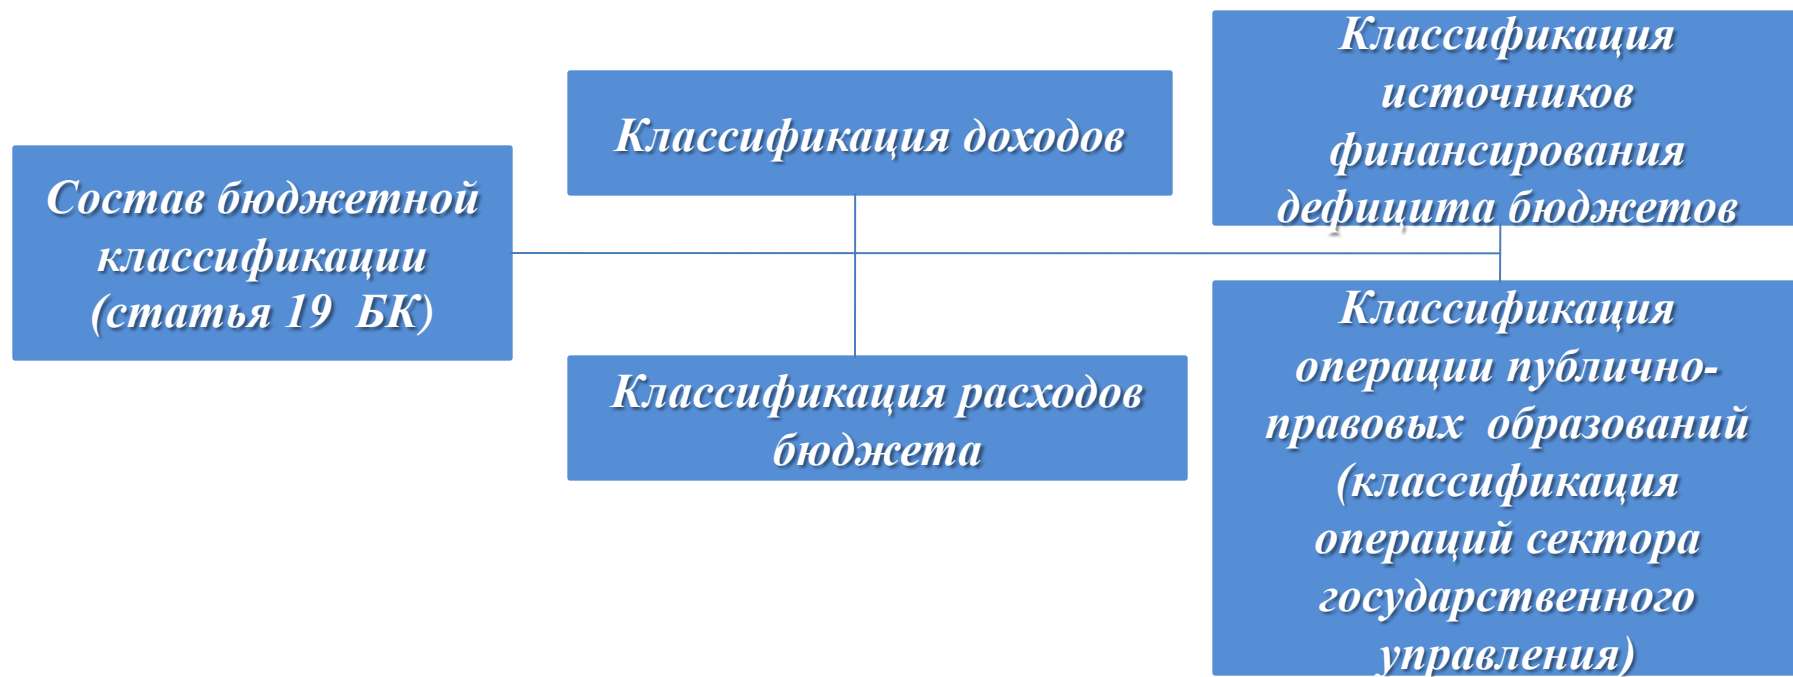 Состав бюджетной
классификации
(статья 19  БК)
Классификация доходов
Классификация расходов
бюджета
Классификация
источников
финансирования
дефицита бюджетов
Классификация
операции публично-
правовых  образований
(классификация
операций сектора
государственного
управления)